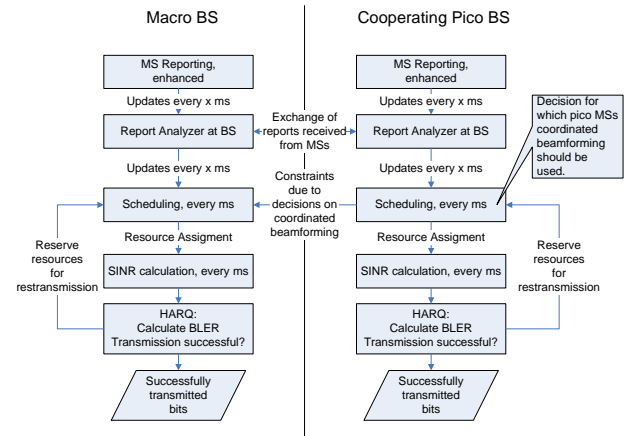 Macro BS
Cooperating Pico BS
MS Reporting,
enhanced
MS Reporting,
enhanced
Updates every x ms
Updates every x ms
Exchange of
reports received
from MSs
Report Analyzer at BS
Report Analyzer at BS
Decision for
which pico MSs
coordinated
beamforming
should be
used.
Updates every x ms
Updates every x ms
Constraints
due to
decisions on
coordinated
beamforming
Scheduling, every ms
Scheduling, every ms
Resource Assigment
Resource Assigment
Reserve
resources
for
restransmission
Reserve
resources
for
restransmission
SINR calculation, every ms
SINR calculation, every ms
HARQ:
Calculate BLER
Transmission successful?
HARQ:
Calculate BLER
Transmission successful?
Successfully
transmitted
bits
Successfully
transmitted
bits